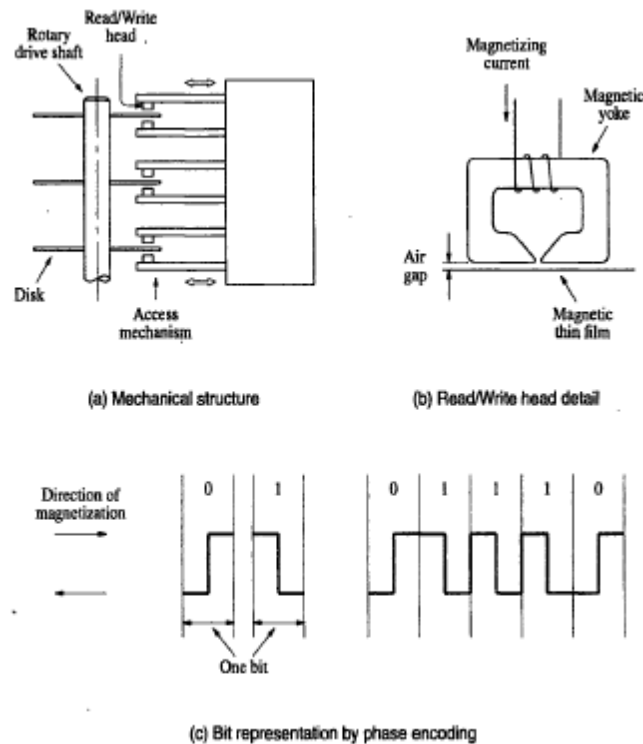 Read/Write
head
Rotary
drive shaft
Disk
Access
mechanism
(a) Mechanical structure
Magnetizing
current
Magnetic
yoke
Air
gap
Magnetic
thin film
(b) Read/Write head detail
Direction of
magnetization
0 1
One bit
0 1 1 1 0
(c) Bit representation by phase encoding